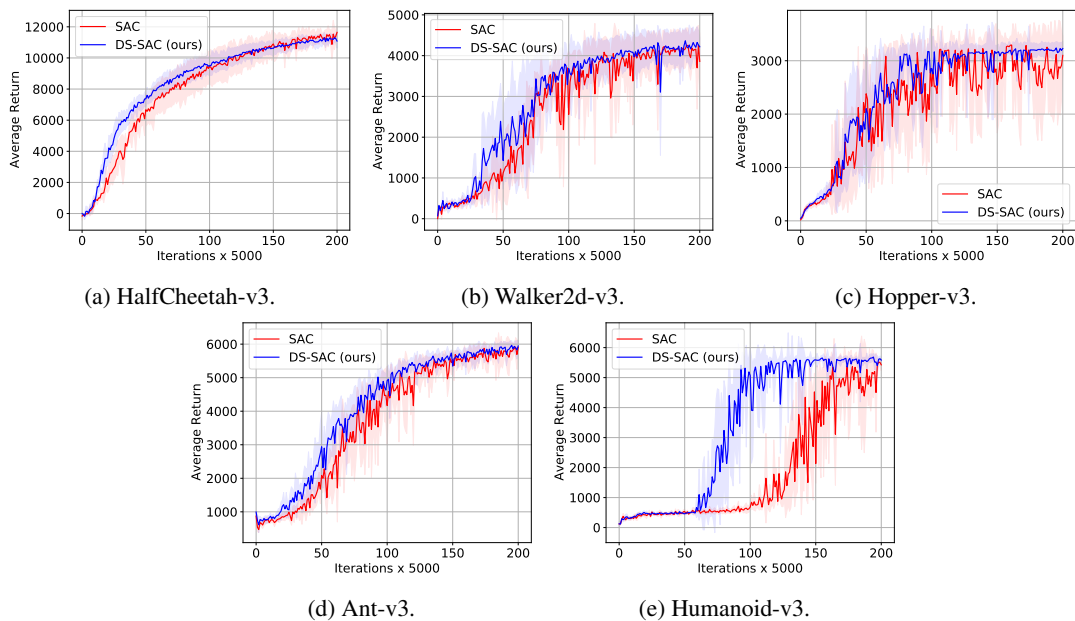 12000
10000
8000
6000
4000
2000
0
Average Return
SAC
DS-SAC (ours)
0 50 100 150 200
Iterations x 5000
(a) HalfCheetah-v3.
5000
4000
3000
2000
1000
0
Average Return
SAC
DS-SAC (ours)
0 50 100 150 200
Iterations x 5000
(b) Walker2d-v3.
3000
2000
1000
0
Average Return
SAC
DS-SAC (ours)
0 50 100 150 200
Iterations x 5000
(c) Hopper-v3.
6000
5000
4000
3000
2000
1000
Average Return
SAC
DS-SAC (ours)
0 50 100 150 200
Iterations x 5000
(d) Ant-v3.
6000
5000
4000
3000
2000
1000
0
Average Return
SAC
DS-SAC (ours)
0 50 100 150 200
Iterations x 5000
(e) Humanoid-v3.